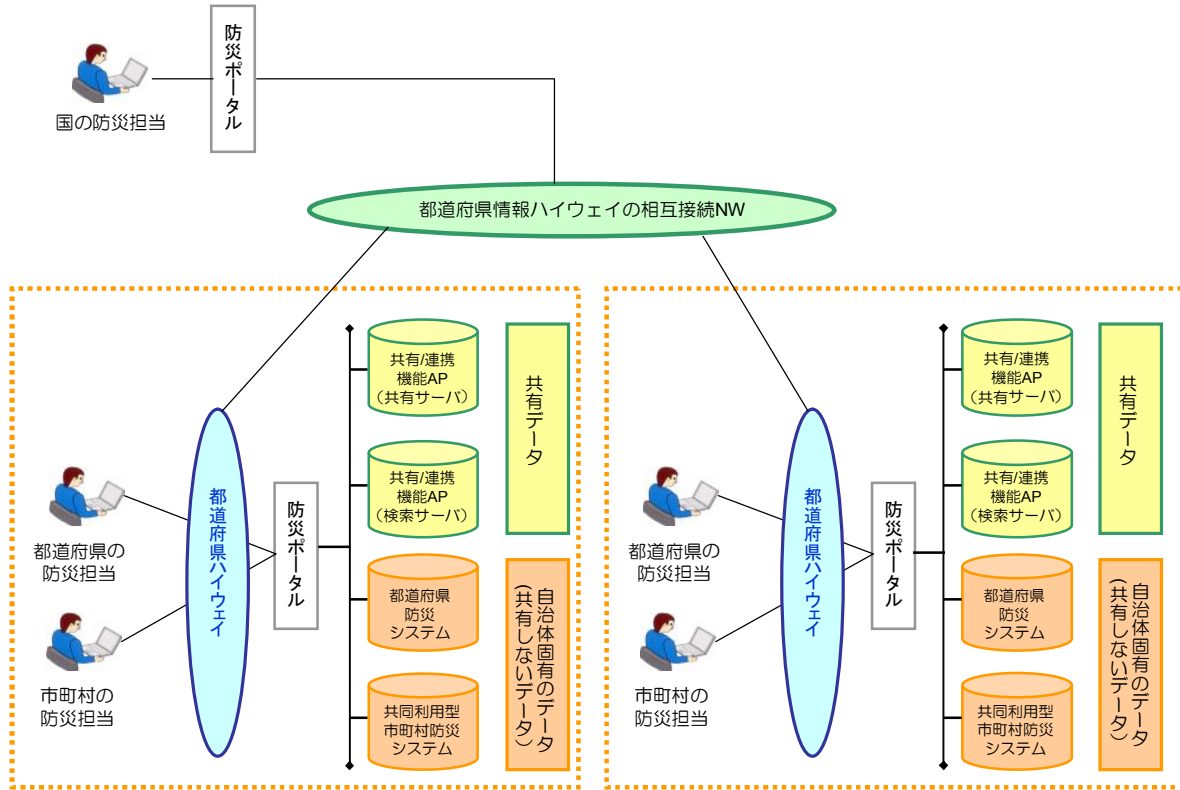 防災ポータル
国の防災担当
都道府県情報ハイウェイの相互接続NW
共有/連携
機能AP
(共有サーバ)
共有データ
共有/連携
機能AP
(検索サーバ)
都道府県ハイウェイ
防災ポータル
都道府県の
防災担当
都道府県
防災
システム
自治体固有のデータ
(共有しないデータ)
市町村の
防災担当
共同利用型
市町村防災
システム
共有/連携
機能AP
(共有サーバ)
共有データ
共有/連携
機能AP
(検索サーバ)
都道府県ハイウェイ
防災ポータル
都道府県の
防災担当
都道府県
防災
システム
自治体固有のデータ
(共有しないデータ)
市町村の
防災担当
共同利用型
市町村防災
システム